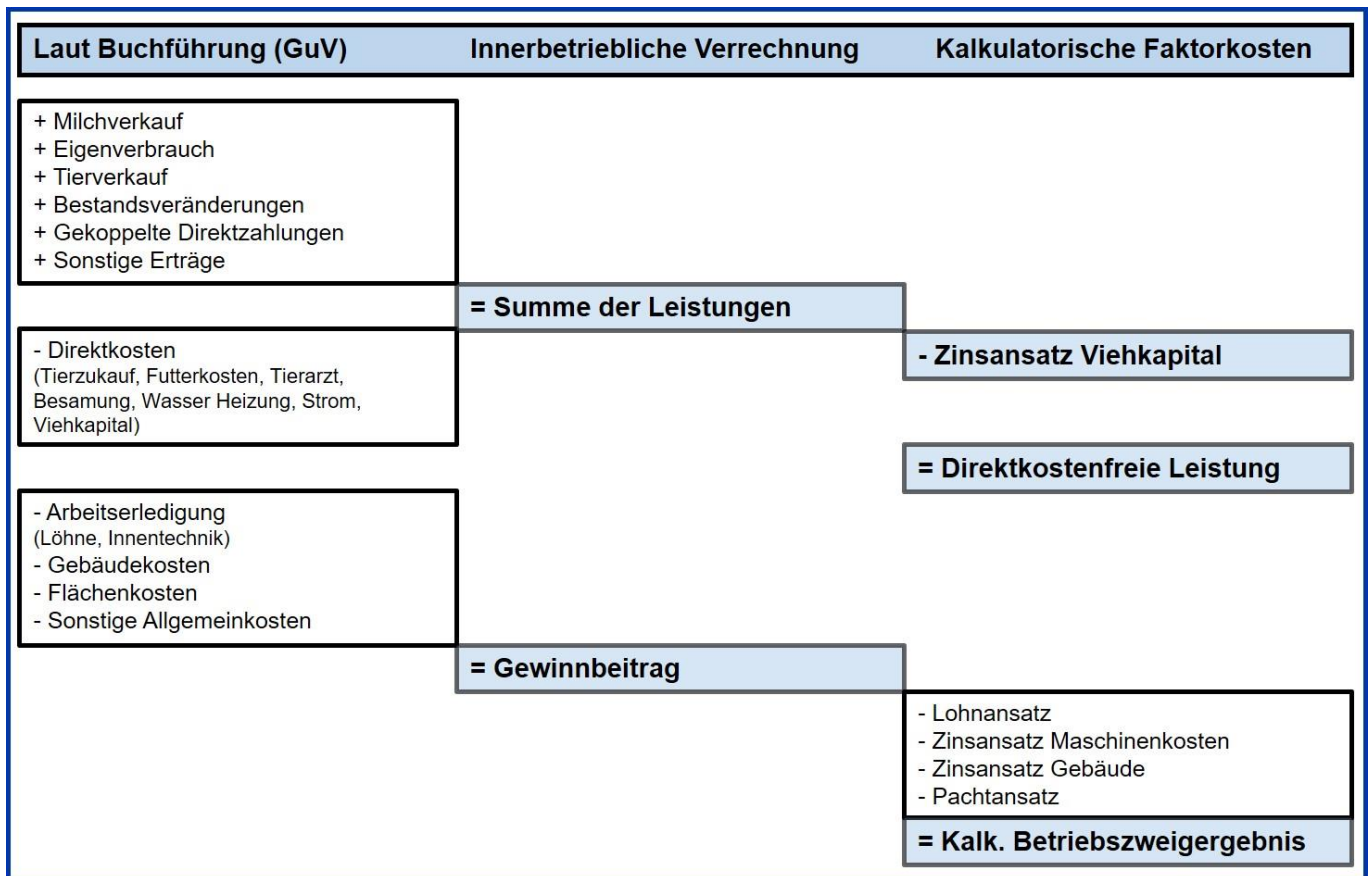 Laut Buchführung (GuV) Innerbetriebliche Verrechnung Kalkulatorische Faktorkosten
+ Milchverkauf
+ Eigenverbrauch
+ Tierverkauf
+ Bestandsveränderungen
+ Gekoppelte Direktzahlungen
+ Sonstige Erträge
= Summe der Leistungen
- Direktkosten
(Tierzukauf, Futterkosten, Tierarzt,
Besamung, Wasser Heizung, Strom,
Viehkapital)
- Zinsansatz Viehkapital
= Direktkostenfreie Leistung
- Arbeitserledigung
(Löhne, Innentechnik)
- Gebäudekosten
- Flächenkosten
- Sonstige Allgemeinkosten
= Gewinnbeitrag
- Lohnansatz
- Zinsansatz Maschinenkosten
- Zinsansatz Gebäude
- Pachtansatz
= Kalk. Betriebszweigergebnis